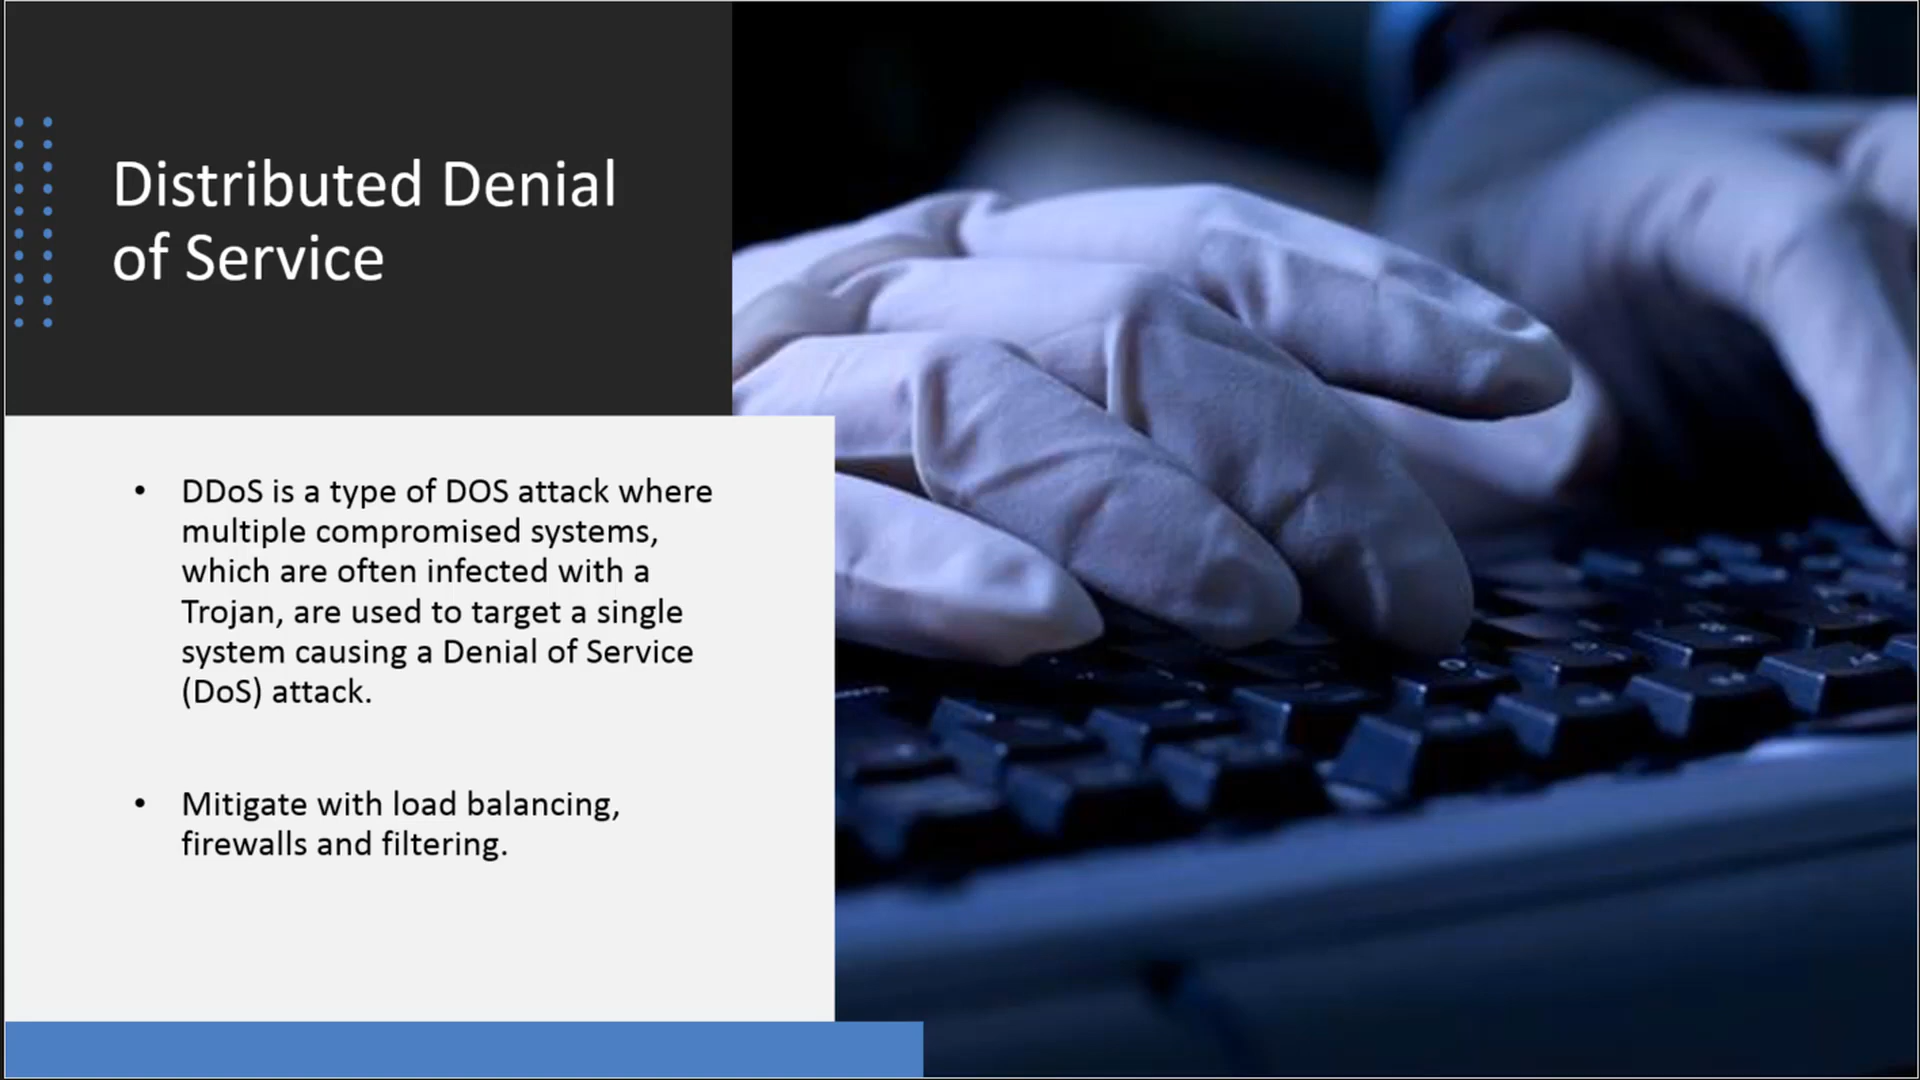 Distributed Denial
of Service
• DDoS is a type of DOS attack where
multiple compromised systems,
which are often infected with a
Trojan, are used to target a single
system causing a Denial of Service
(DoS) attack.
• Mitigate with load balancing,
firewalls and filtering.